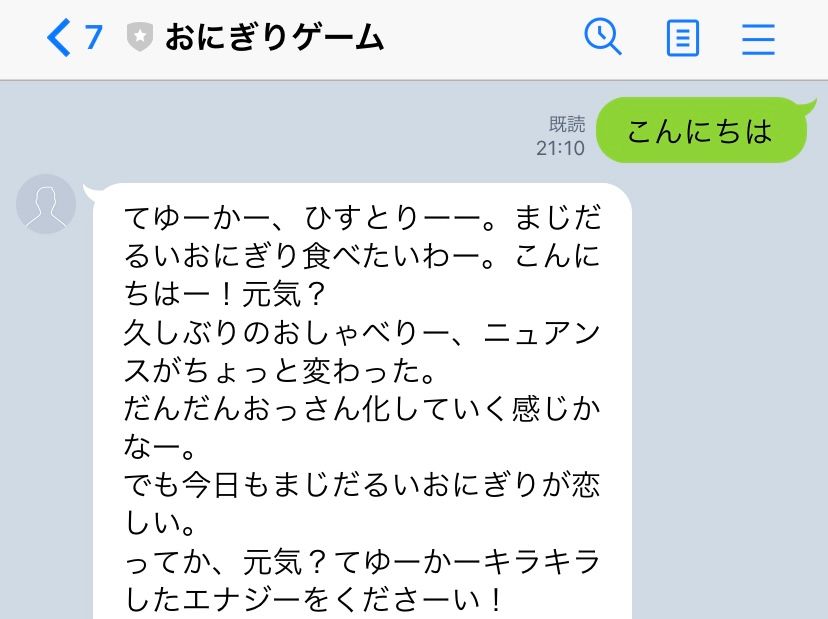 7 おにぎりゲーム
こんにちは
既読
21:10
てゆーかー、ひすとりーー。まじだ
るいおにぎり食べたいわー。こんに
ちはー！元気？
久しぶりのおしゃべりー、ニュアン
スがちょっと変わった。
だんだんおっさん化していく感じか
なー。
でも今日もまじだるいおにぎりが恋
しい。
ってか、元気？てゆーかーキラキラ
したエナジーをくださーい！